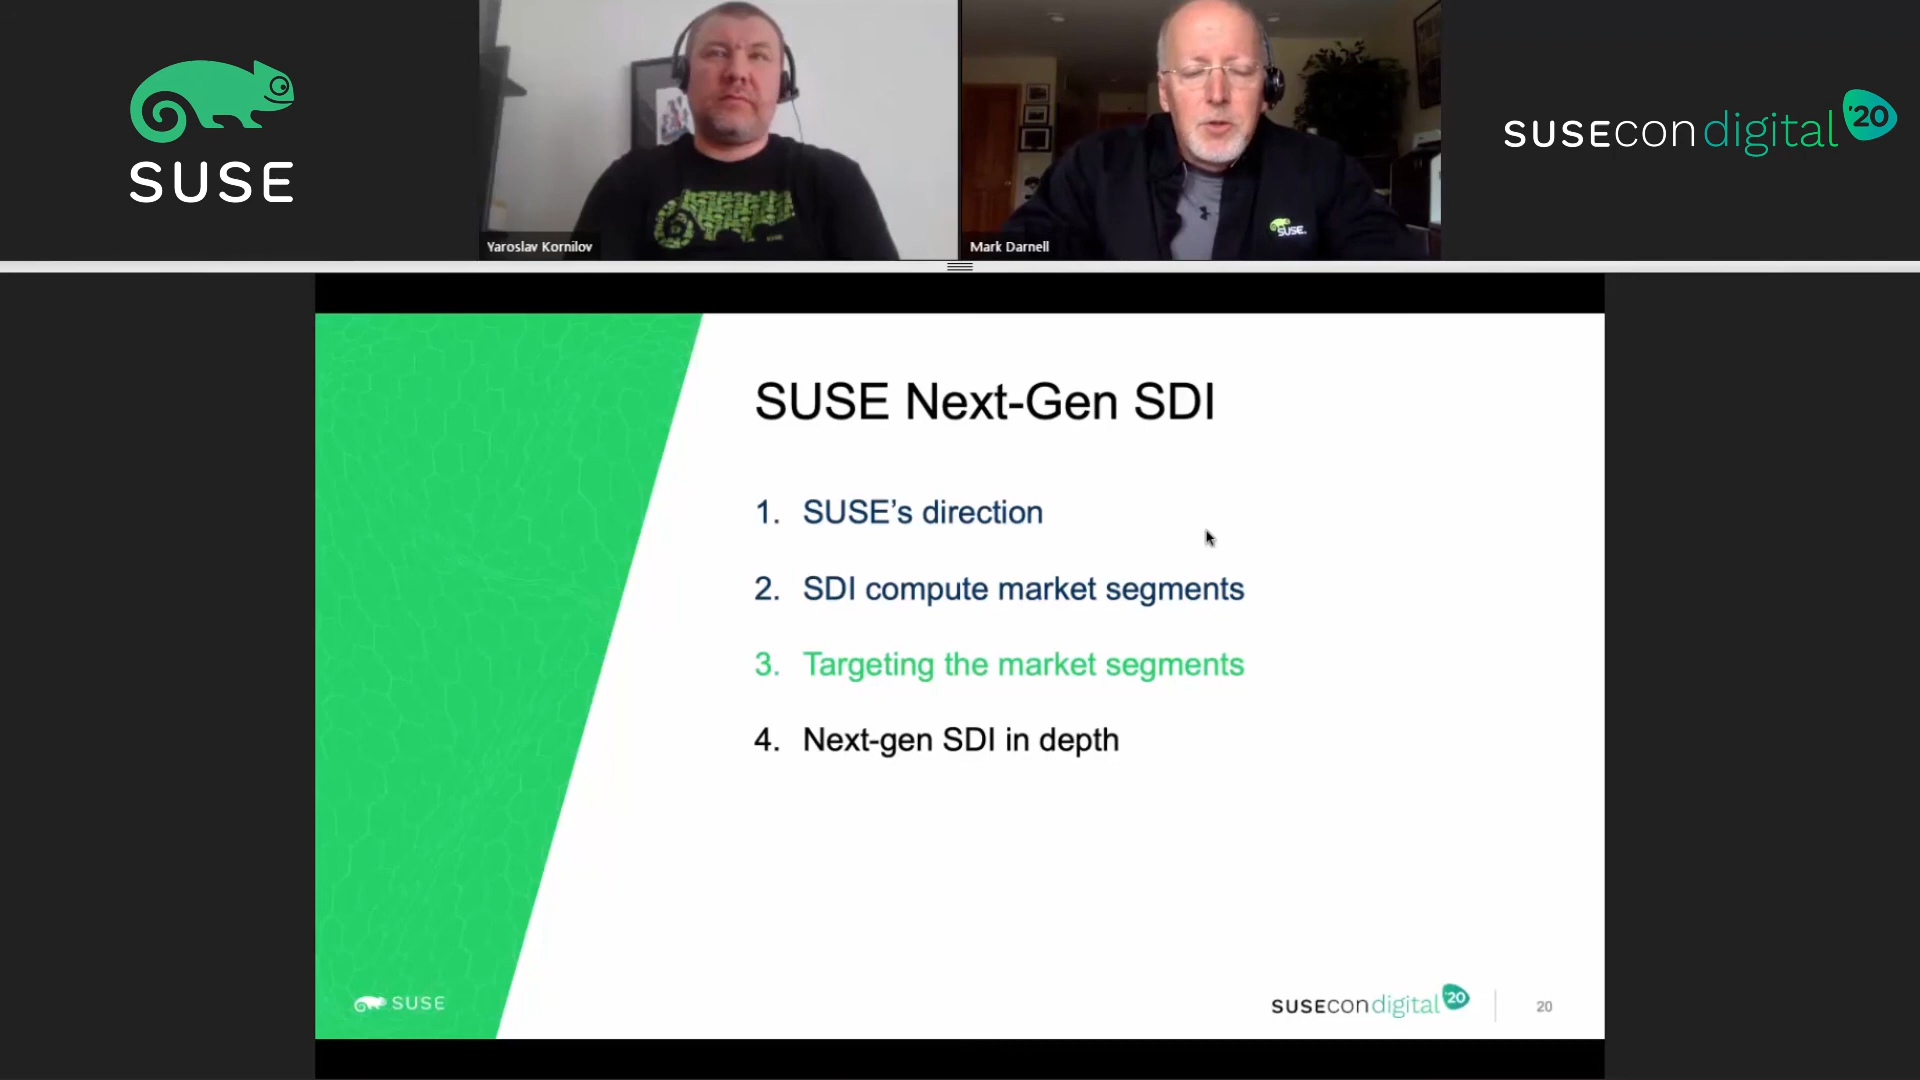 SUSE
Yaroslav Kornilov
SUSE.
Mark Darnell
SUSECon digital '20
SUSE Next-Gen SDI
1. SUSE's direction
2. SDI compute market segments
3. Targeting the market segments
4. Next-gen SDI in depth
SUSE
SUSECon digital '20
20